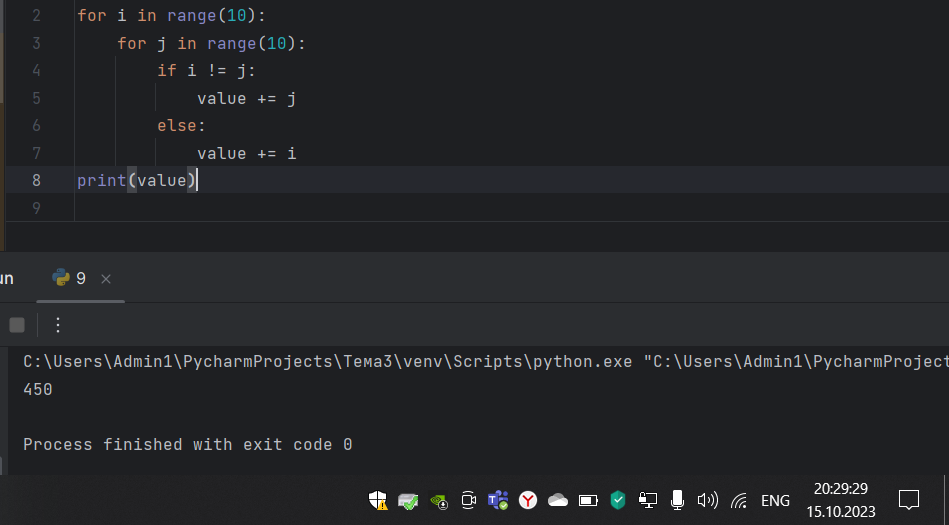 2 for i in range(10):
3     for j in range(10):
4         if i != j:
5             value += j
6         else:
7             value += i
8 print(value)
9
un 9
C:\Users\Admin1\PycharmProjects\Тема3\venv\Scripts\python.exe "C:\Users\Admin1\PycharmProject
450
Process finished with exit code 0
ENG
20:29:29
15.10.2023